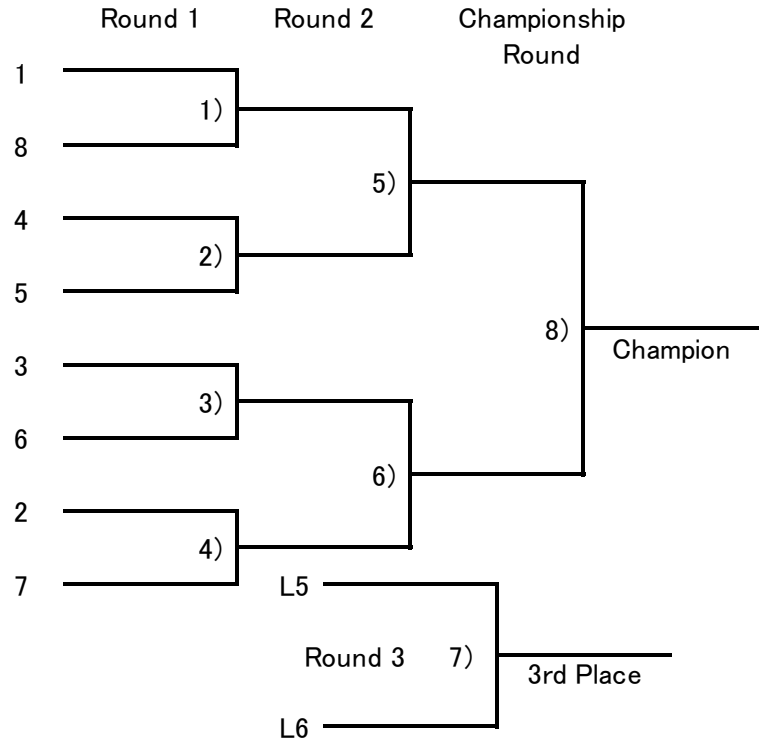 Round 1
Round 2
Championship
Round
1
1)
8
5)
4
2)
5
8)
Champion
3
3)
6
6)
2
4)
7
L5
Round 3
7)
3rd Place
L6